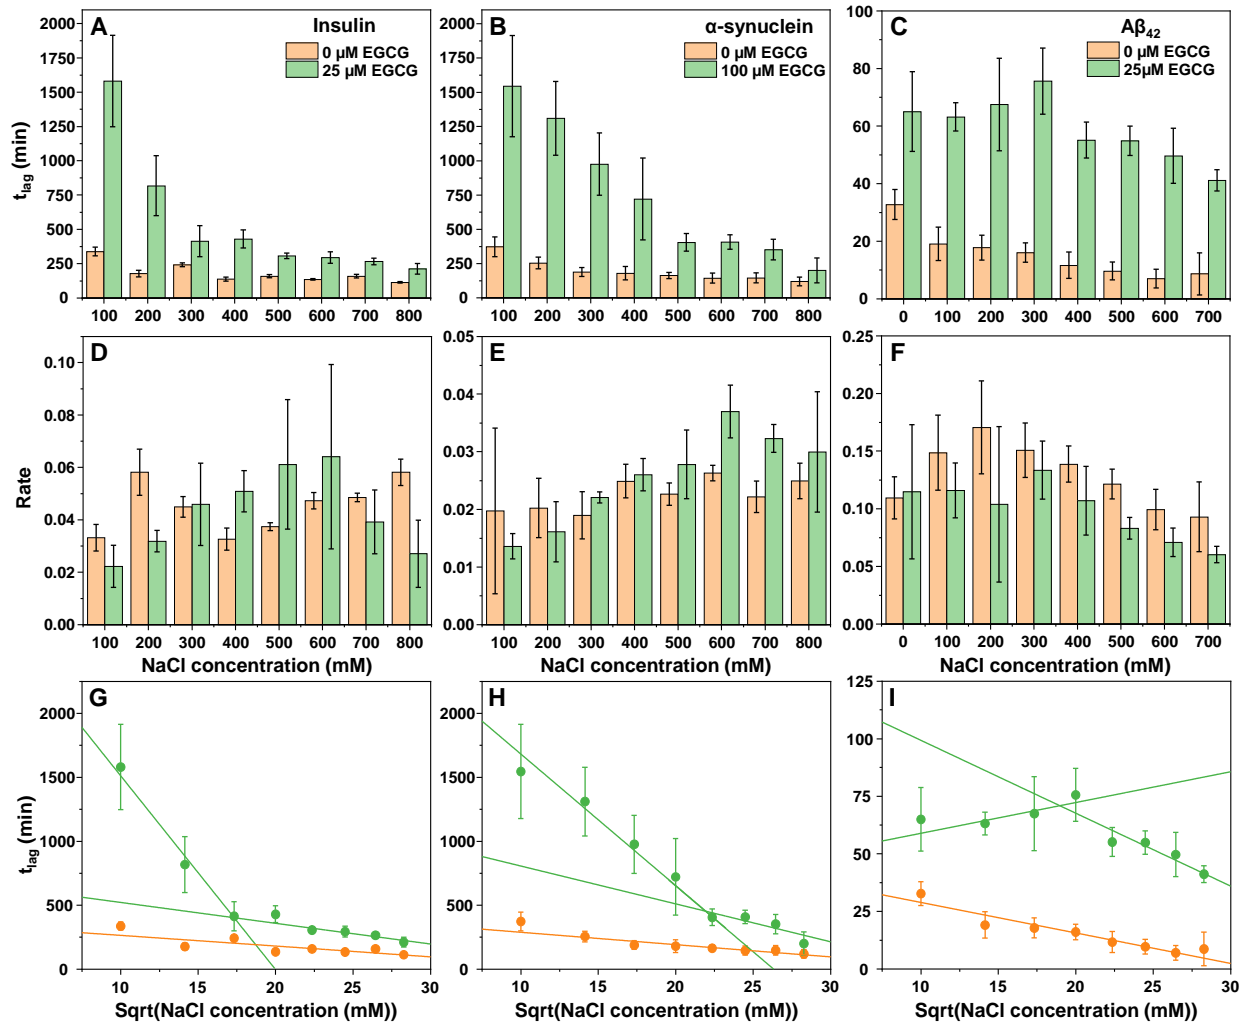 A
Insulin
0 µM EGCG
25 µM EGCG
t_lag (min)
2000
1750
1500
1250
1000
750
500
250
0
100 200 300 400 500 600 700 800
B
α-synuclein
0 µM EGCG
100 µM EGCG
2000
1750
1500
1250
1000
750
500
250
0
100 200 300 400 500 600 700 800
C
Aβ₄₂
0 µM EGCG
25µM EGCG
100
80
60
40
20
0
0 100 200 300 400 500 600 700
D
Rate
0.10
0.08
0.06
0.04
0.02
0.00
100 200 300 400 500 600 700 800
NaCl concentration (mM)
E
0.05
0.04
0.03
0.02
0.01
0.00
100 200 300 400 500 600 700 800
NaCl concentration (mM)
F
0.25
0.20
0.15
0.10
0.05
0.00
0 100 200 300 400 500 600 700
NaCl concentration (mM)
G
t_lag (min)
2000
1500
1000
500
0
10 15 20 25 30
Sqrt(NaCl concentration (mM))
H
2000
1500
1000
500
0
10 15 20 25 30
Sqrt(NaCl concentration (mM))
I
125
100
75
50
25
0
10 15 20 25 30
Sqrt(NaCl concentration (mM))